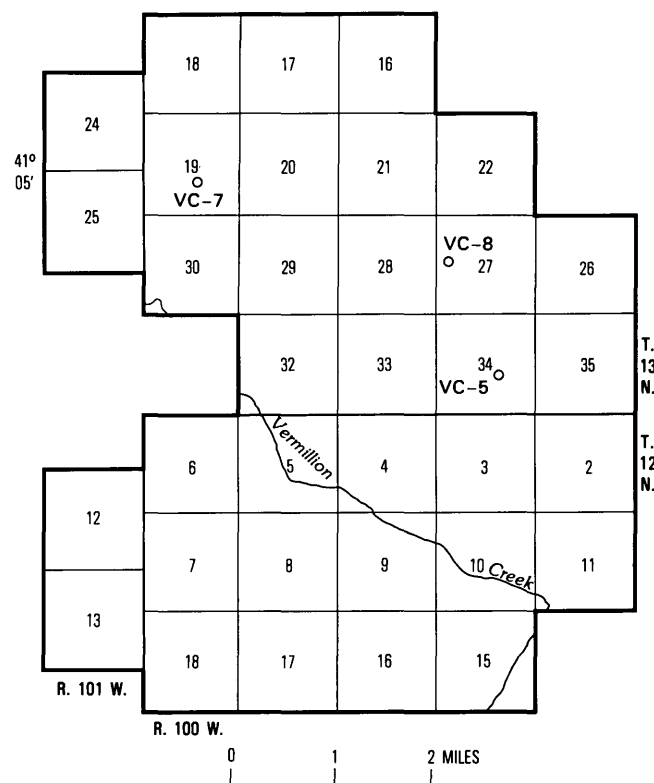 18 17 16
24
41°
05'
19 20 21 22
VC-7
25
VC-8
30 29 28 27 26
32 33 34 35
VC-5
T.
13
N.
Vermillion
T.
12
N.
6 5 4 3 2
12
7 8 9 10 Creek 11
13
18 17 16 15
R. 101 W.
R. 100 W.
0 1 2 MILES